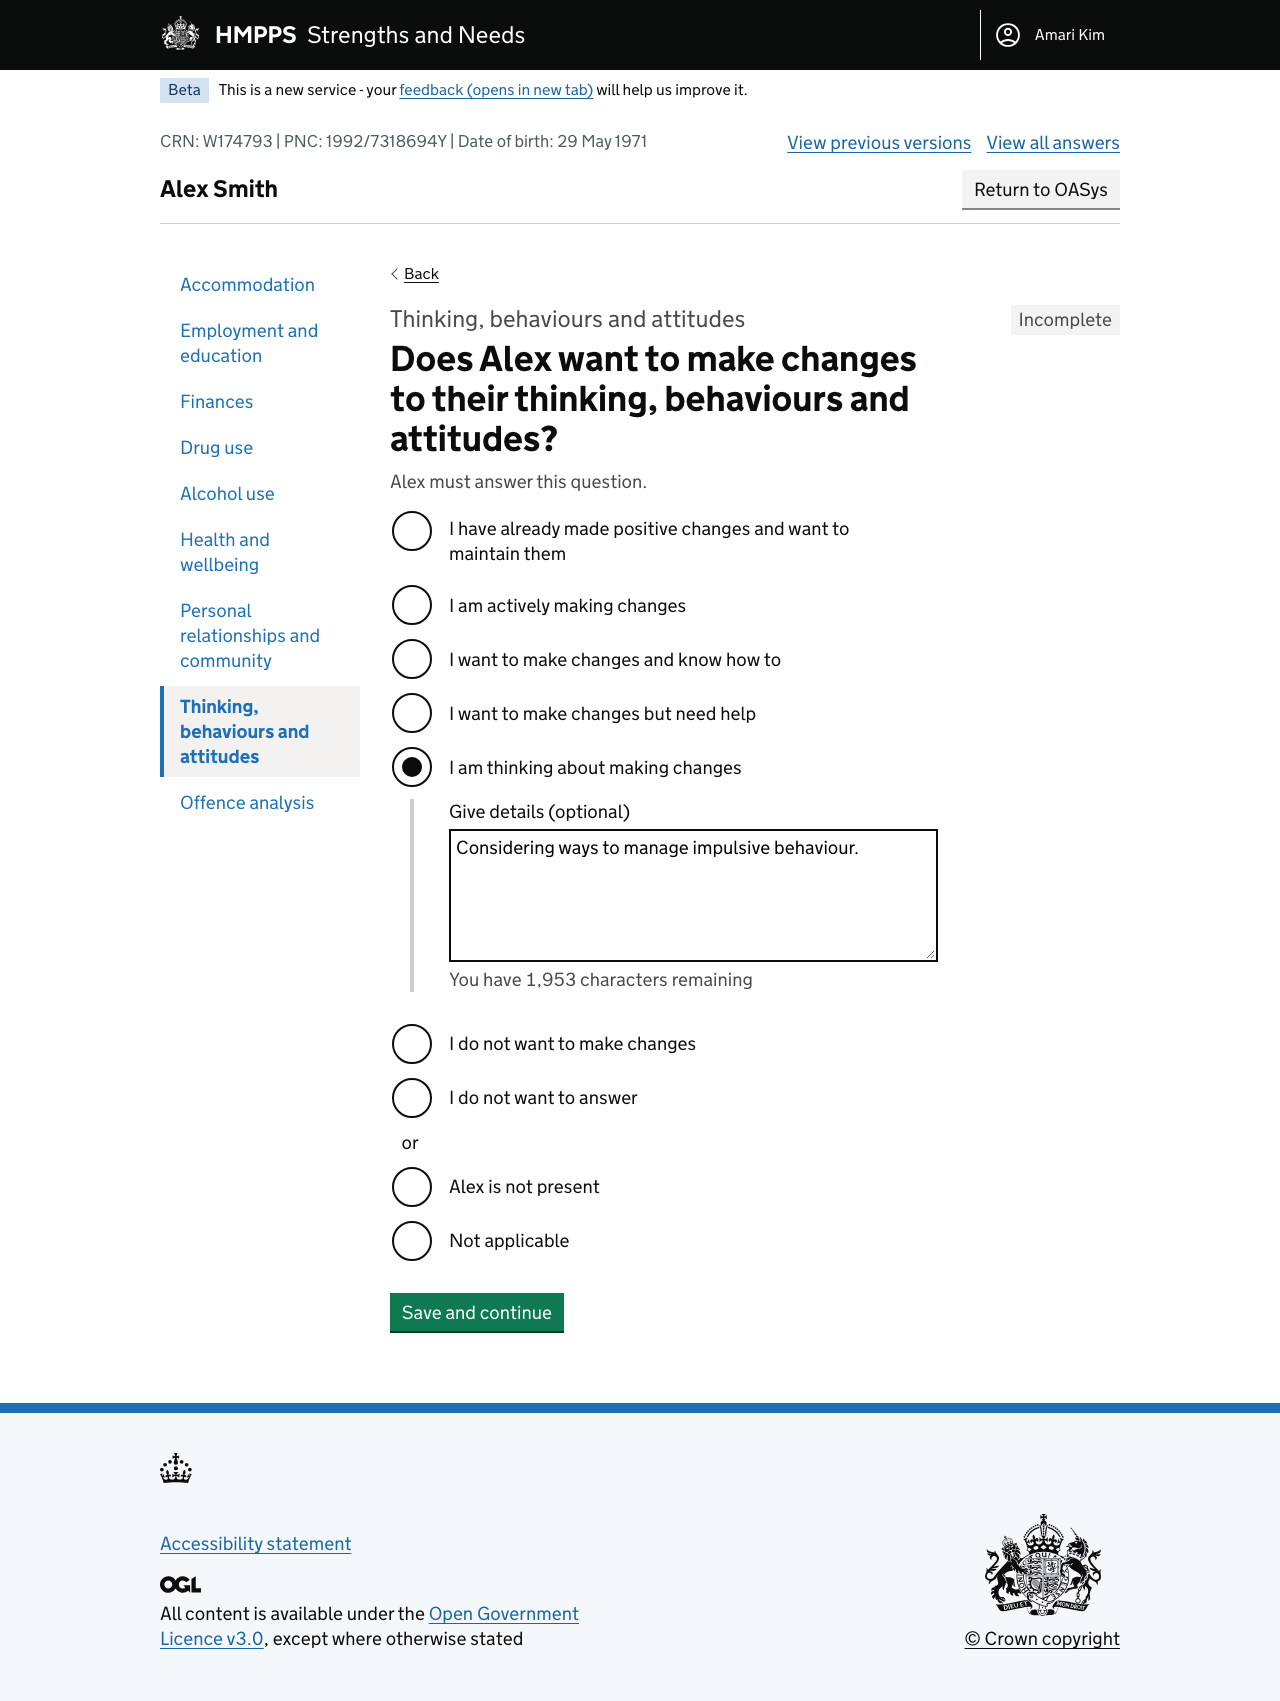 HMPPS Strengths and Needs
Amari Kim
Beta This is a new service - your feedback (opens in new tab) will help us improve it.
CRN: W174793 | PNC: 1992/7318694Y | Date of birth: 29 May 1971
View previous versions View all answers
Alex Smith
Return to OASys
Accommodation
Employment and
education
Finances
Drug use
Alcohol use
Health and
wellbeing
Personal
relationships and
community
Thinking,
behaviours and
attitudes
Offence analysis
Back
Thinking, behaviours and attitudes
Incomplete
Does Alex want to make changes
to their thinking, behaviours and
attitudes?
Alex must answer this question.
I have already made positive changes and want to
maintain them
I am actively making changes
I want to make changes and know how to
I want to make changes but need help
I am thinking about making changes
Give details (optional)
Considering ways to manage impulsive behaviour.
You have 1,953 characters remaining
I do not want to make changes
I do not want to answer
or
Alex is not present
Not applicable
Save and continue
Accessibility statement
OGL
All content is available under the Open Government
Licence v3.0, except where otherwise stated
© Crown copyright